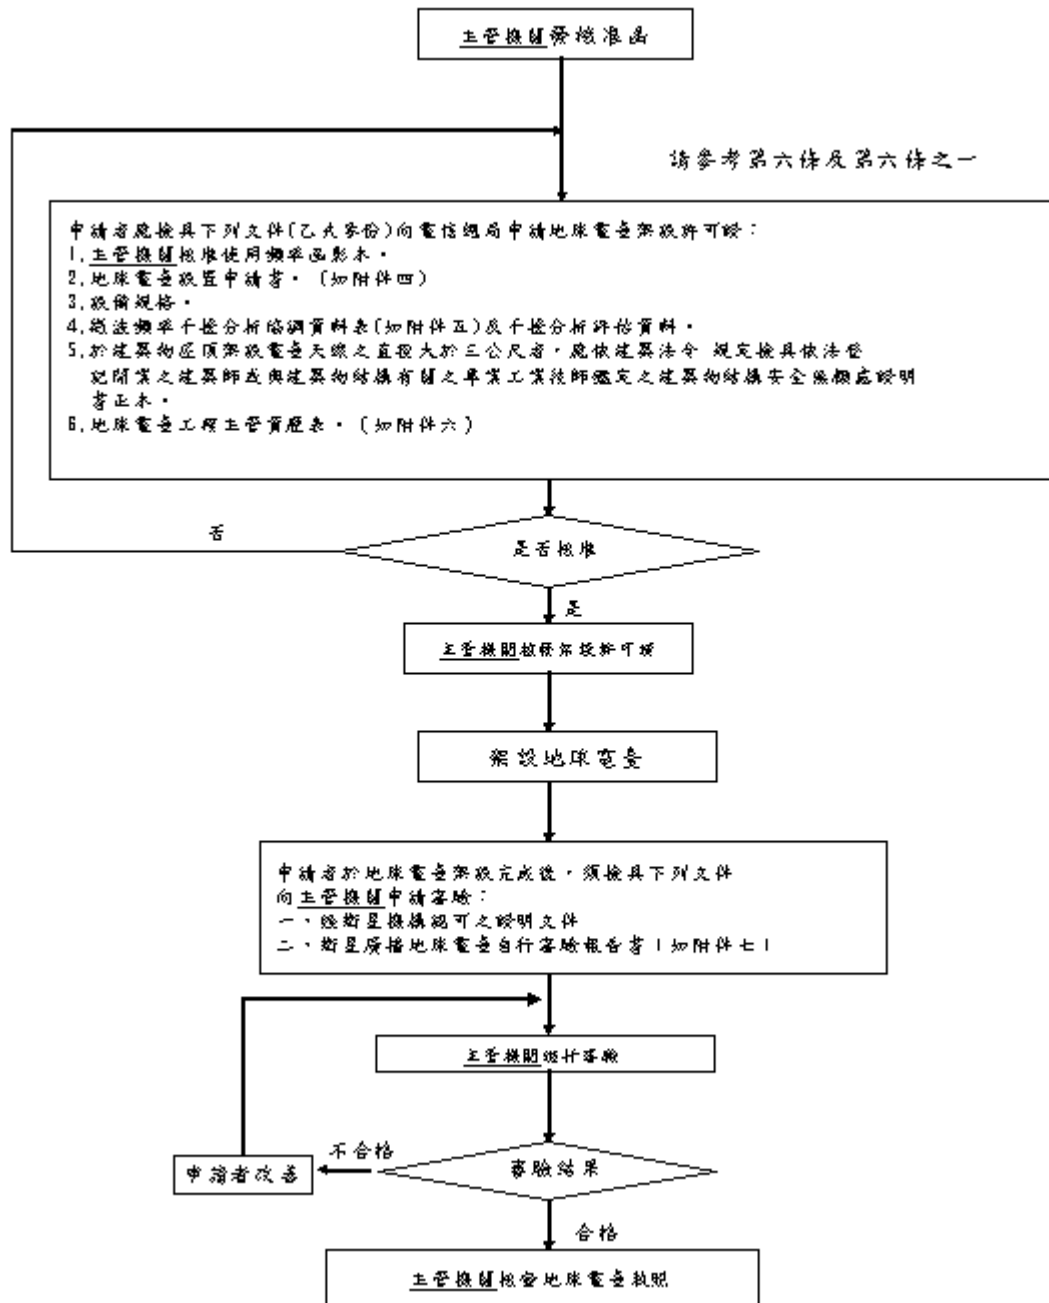 主管機關發核准函
請參考第六條及第六條之一
申請者應檢具下列文件(乙式

份)向電信總局申請地球電臺架設許可證：
1.主管機關核准使用頻率函影本。
2.地球電臺設置申請書。(如附件四)
3.設備規格。
4.微波頻率干擾分析協調資料表(如附件五)及干擾分析評估資料。
5.於建築物屋頂架設電臺天線之直徑大於三公尺者，應依建築法令 規定檢具依法登
記開業之建築師或與建築物結構有關之專業工業技師鑑定之建築物結構安全無顧慮證明
書正本。
6.地球電臺工程主管資歷表。(如附件六)
否
是否核准
是
主管機關核發架設許可證
架設地球電臺
申請者於地球電臺架設完成後，須檢具下列文件
向主管機關申請審驗：
一、經衛星機構認可之證明文件
二、衛星廣播地球電臺自行審驗報告書(如附件七)
主管機關
審驗
不合格
申請者改善
審驗結果
合格
主管機關核發地球電臺執照